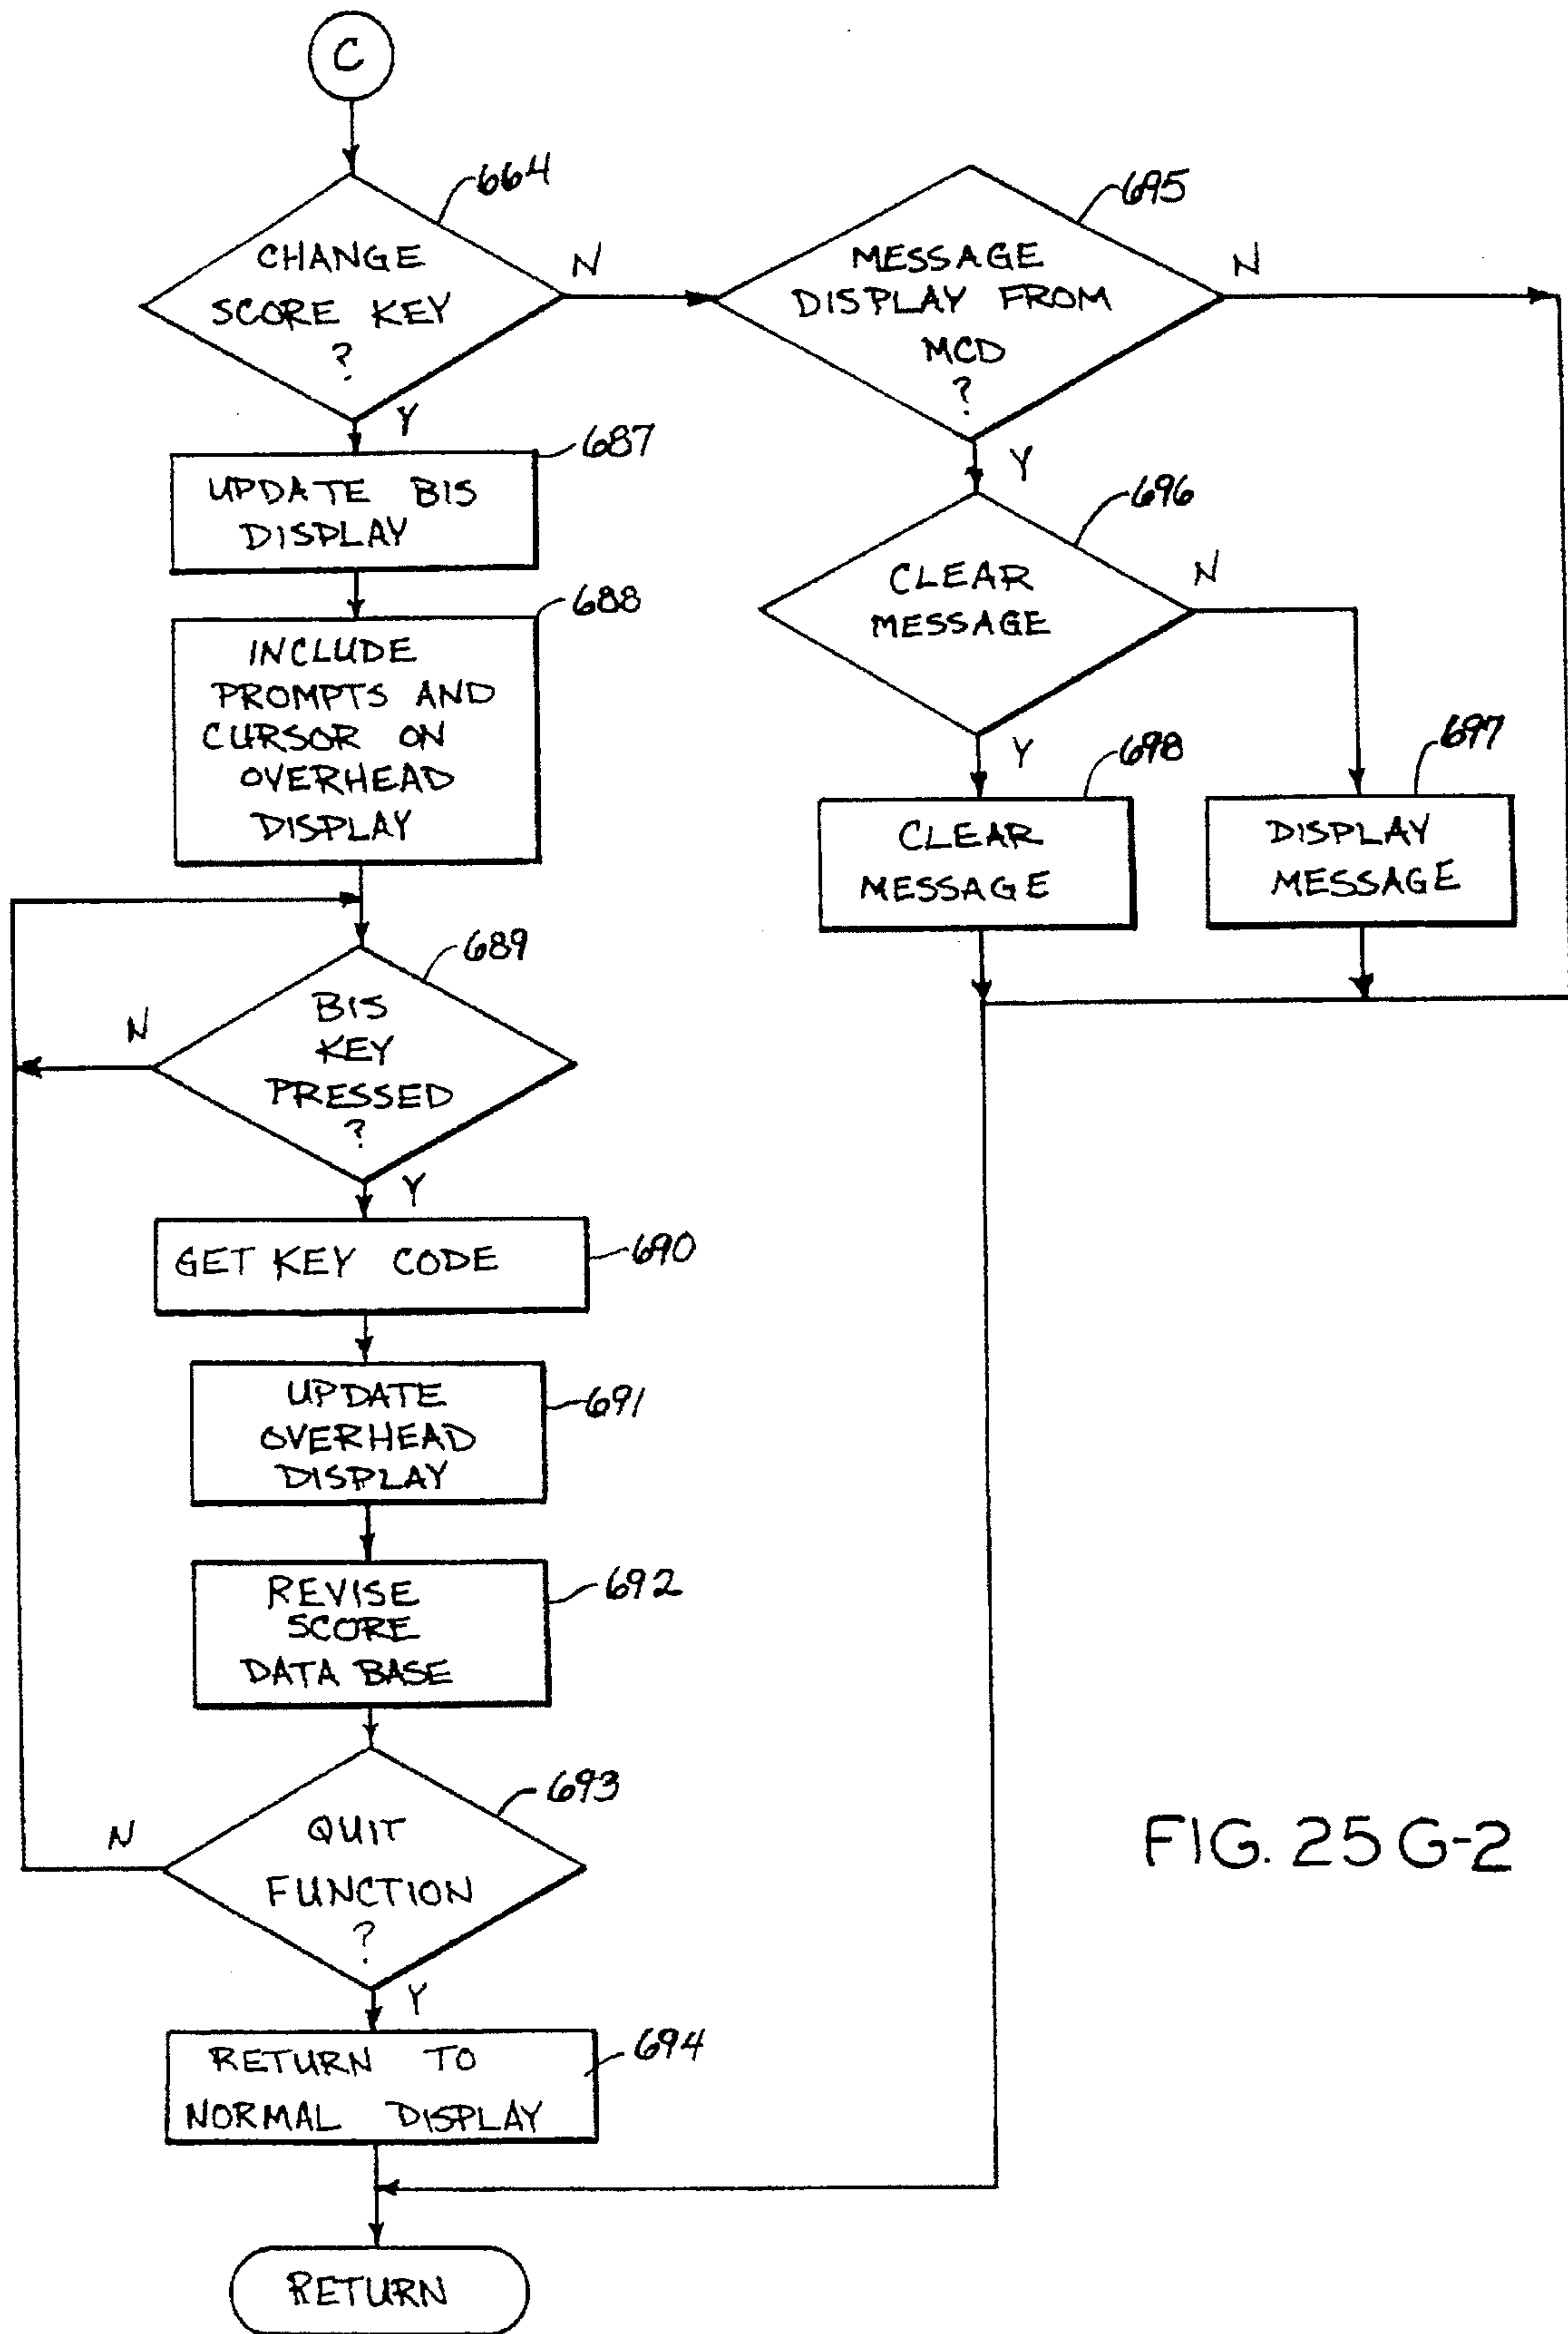 C
664
CHANGE
SCORE KEY
?
N
Y
695
MESSAGE
DISPLAY FROM
MCD
?
N
Y
687
UPDATE BIS
DISPLAY
688
INCLUDE
PROMPTS AND
CURSOR ON
OVERHEAD
DISPLAY
696
CLEAR
MESSAGE
N
Y
698
CLEAR
MESSAGE
697
DISPLAY
MESSAGE
689
BIS
KEY
PRESSED
?
N
Y
GET KEY CODE
690
UPDATE
OVERHEAD
DISPLAY
691
REVISE
SCORE
DATA BASE
692
693
QUIT
FUNCTION
?
N
Y
RETURN TO
NORMAL DISPLAY
694
RETURN
FIG. 25 G-2